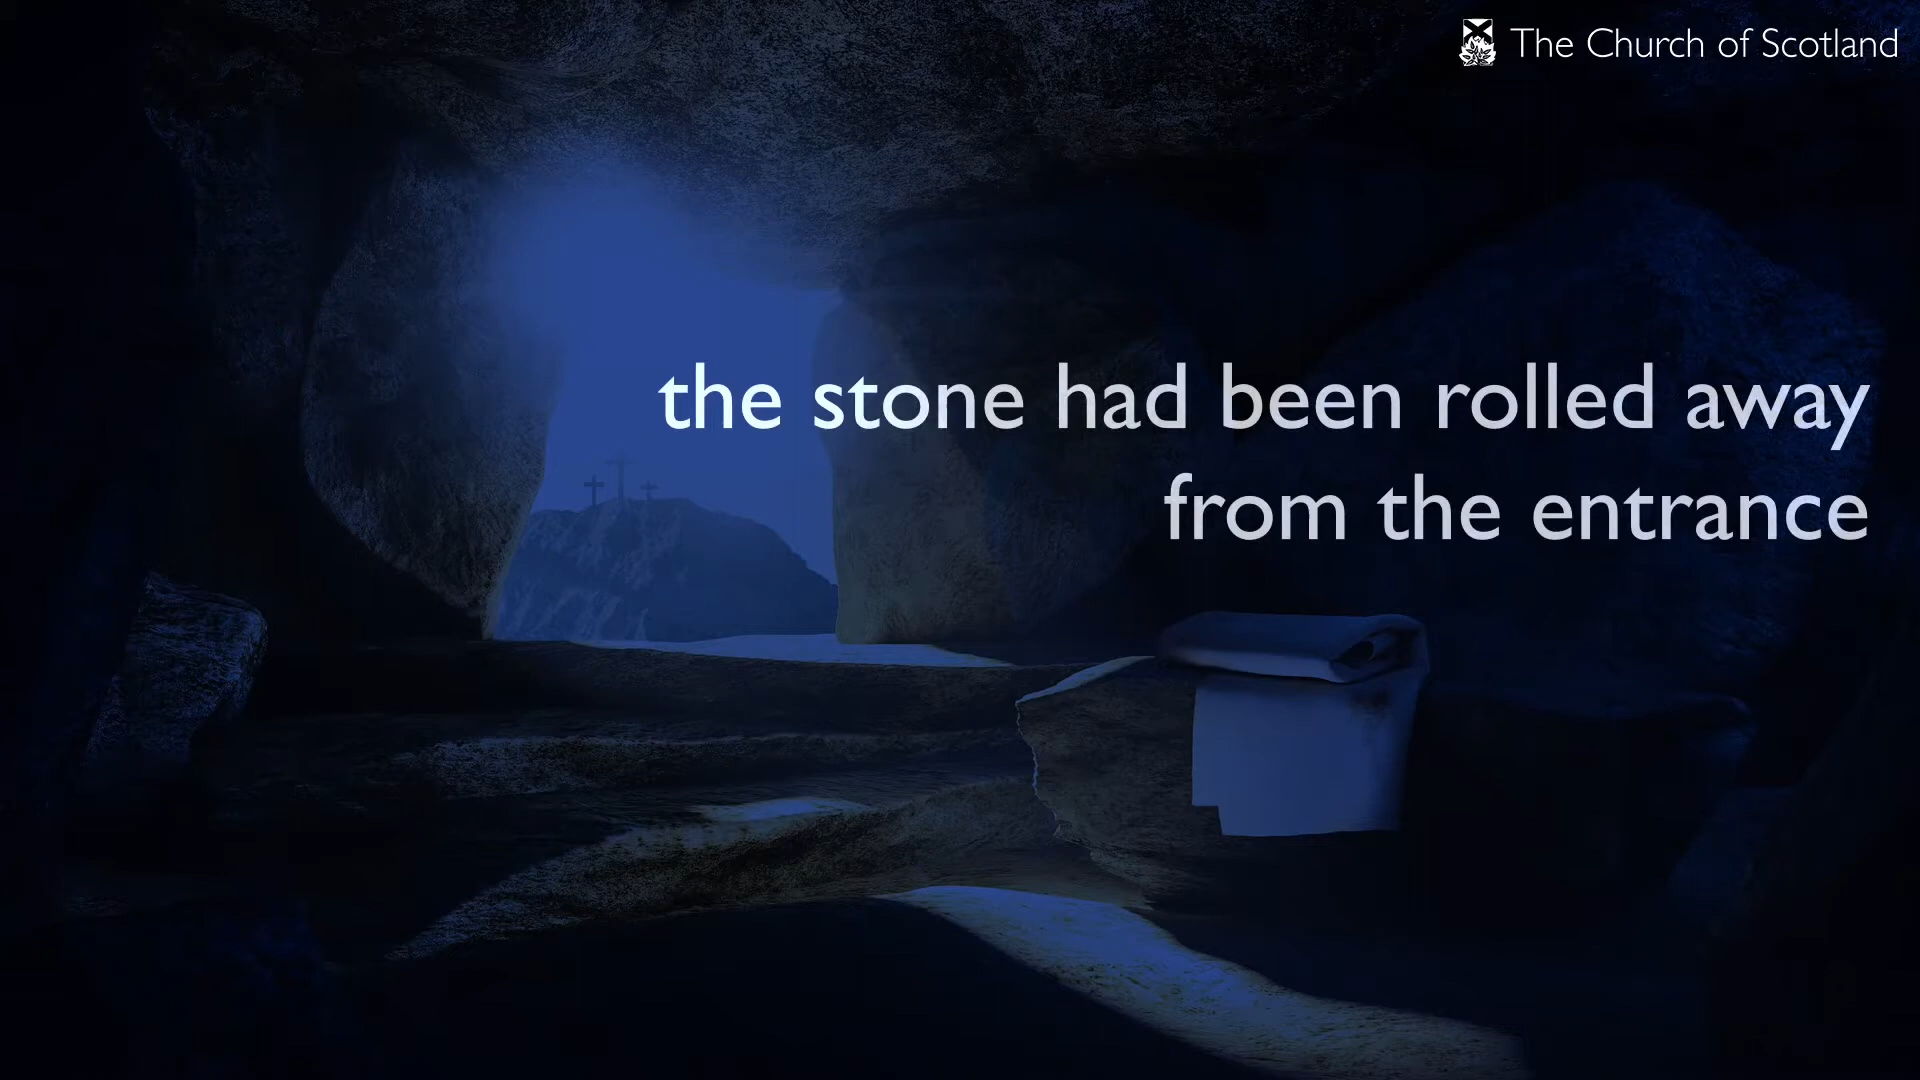 The Church of Scotland
the stone had been rolled away
from the entrance